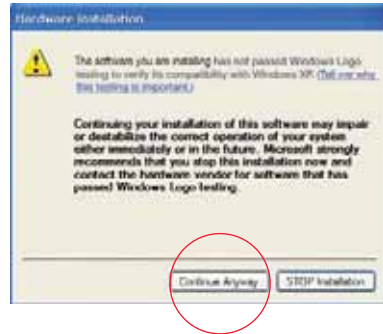 Hardware Installation
The software you are installing has not passed Windows Logo
testing to verify its compatibility with Windows XP. (Tell me why
this testing is important.)
Continuing your installation of this software may impair
or destabilize the correct operation of your system
either immediately or in the future. Microsoft strongly
recommends that you stop this installation now and
contact the hardware vendor for software that has
passed Windows Logo testing.
Continue Anyway
STOP Installation